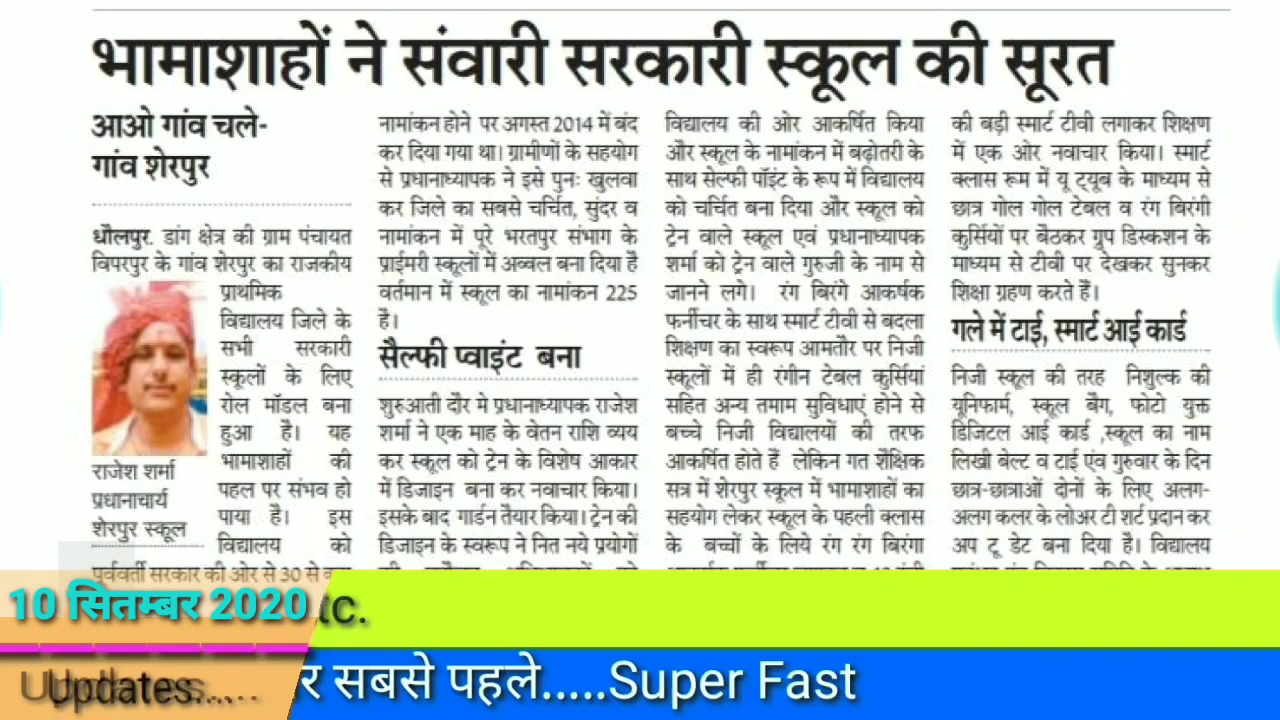 भामाशाहों ने संवारी सरकारी स्कूल की सूरत
आओ गांव चले-
गांव शेरपुर
धौलपुर. डांग क्षेत्र की ग्राम पंचायत
विपरपुर के गांव शेरपुर का राजकीय
प्राथमिक
विद्यालय जिले के
सभी सरकारी
स्कूलों के लिए
रोल मॉडल बना
हुआ है। यह
भामाशाहों की
पहल पर संभव हो
पाया है। इस
विद्यालय को
राजेश शर्मा
प्रधानाचार्य
शेरपुर स्कूल
पूर्ववर्ती सरकार की ओर से 30 से
नामांकन होने पर अगस्त 2014 में बंद
कर दिया गया था। ग्रामीणों के सहयोग
से प्रधानाध्यापक ने इसे पुनः खुलवा
कर जिले का सबसे चर्चित, सुंदर व
नामांकन में पूरे भरतपुर संभाग के
प्राईमरी स्कूलों में अव्वल बना दिया है
वर्तमान में स्कूल का नामांकन 225
है।
सैल्फी प्वाइंट बना
शुरुआती दौर मे प्रधानाध्यापक राजेश
शर्मा ने एक माह के वेतन राशि व्यय
कर स्कूल को ट्रेन के विशेष आकार
में डिजाइन बना कर नवाचार किया।
इसके बाद गार्डन तैयार किया। ट्रेन की
डिजाइन के स्वरूप ने नित नये प्रयोगों
विद्यालय की ओर आकर्षित किया
और स्कूल के नामांकन में बढ़ोतरी के
साथ सेल्फी पॉइंट के रूप में विद्यालय
को चर्चित बना दिया और स्कूल को
ट्रेन वाले स्कूल एवं प्रधानाध्यापक
शर्मा को ट्रेन वाले गुरुजी के नाम से
जानने लगे। रंग बिरंगे आकर्षक
फर्नीचर के साथ स्मार्ट टीवी से बदला
शिक्षण का स्वरूप आमतौर पर निजी
स्कूलों में ही रंगीन टेबल कुर्सियां
सहित अन्य तमाम सुविधाएं होने से
बच्चे निजी विद्यालयों की तरफ
आकर्षित होते हैं लेकिन गत शैक्षिक
सत्र में शेरपुर स्कूल में भामाशाहों का
सहयोग लेकर स्कूल के पहली क्लास
के बच्चों के लिये रंग रंग बिरंगा
की बड़ी स्मार्ट टीवी लगाकर शिक्षण
में एक ओर नवाचार किया। स्मार्ट
क्लास रूम में यू ट्यूब के माध्यम से
छात्र गोल गोल टेबल व रंग बिरंगी
कुर्सियों पर बैठकर ग्रुप डिस्कशन के
माध्यम से टीवी पर देखकर सुनकर
शिक्षा ग्रहण करते हैं।
गले में टाई, स्मार्ट आई कार्ड
निजी स्कूल की तरह निशुल्क की
यूनिफार्म, स्कूल बैग, फोटो युक्त
डिजिटल आई कार्ड ,स्कूल का नाम
लिखी बेल्ट व टाई एंव गुरुवार के दिन
छात्र-छात्राओं दोनों के लिए अलग-
अलग कलर के लोअर टी शर्ट प्रदान कर
अप टू डेट बना दिया है। विद्यालय
10 सितम्बर 2020 tc.
Updates..... र सबसे पहले.....Super Fast